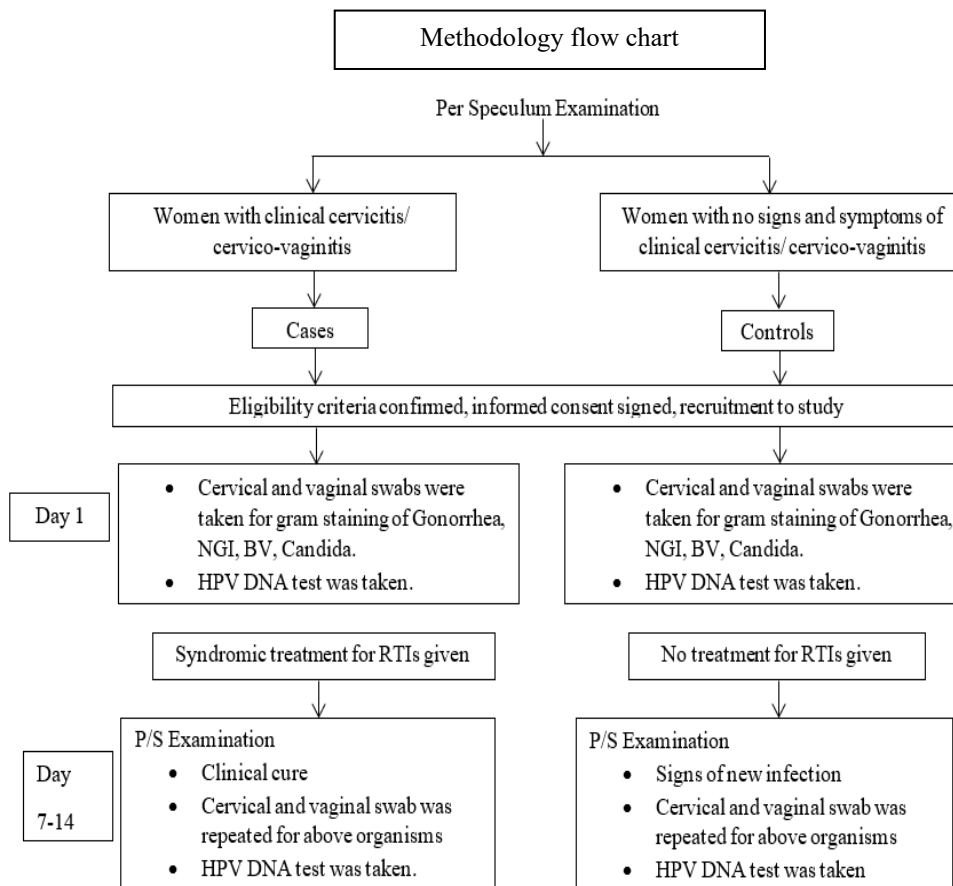 Methodology flow chart
Per Speculum Examination
Women with clinical cervicitis/
cervico-vaginitis
Women with no signs and symptoms of
clinical cervicitis/ cervico-vaginitis
Cases
Controls
Eligibility criteria confirmed, informed consent signed, recruitment to study
Day 1
• Cervical and vaginal swabs were
taken for gram staining of Gonorrhea,
NGI, BV, Candida.
• HPV DNA test was taken.
• Cervical and vaginal swabs were
taken for gram staining of Gonorrhea,
NGI, BV, Candida.
• HPV DNA test was taken.
Syndromic treatment for RTIs given
No treatment for RTIs given
Day
7-14
P/S Examination
• Clinical cure
• Cervical and vaginal swab was
repeated for above organisms
• HPV DNA test was taken.
P/S Examination
• Signs of new infection
• Cervical and vaginal swab was
repeated for above organisms
• HPV DNA test was taken